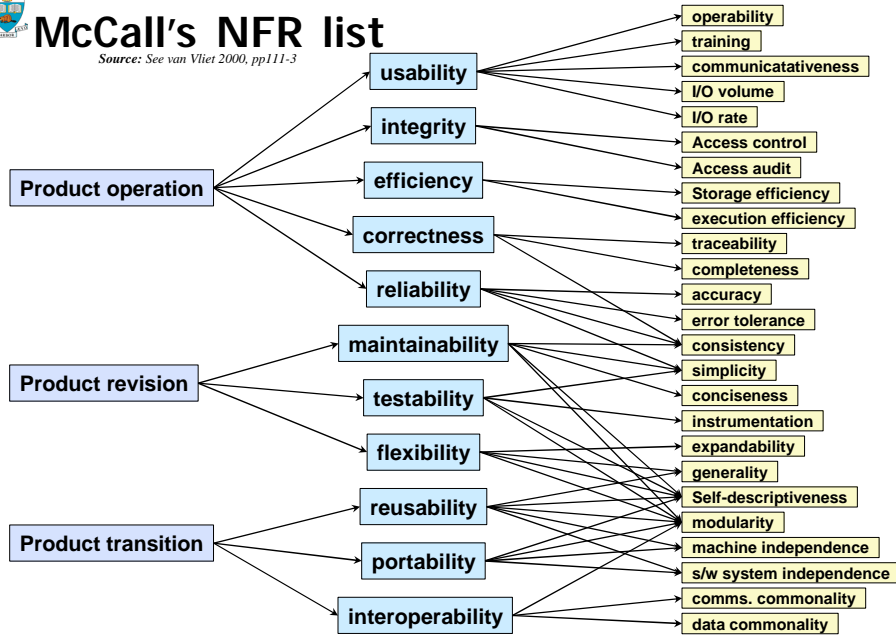 McCall's NFR list
Source: See van Vliet 2000, pp111-3
Product operation
Product revision
Product transition
usability
integrity
efficiency
correctness
reliability
maintainability
testability
flexibility
reusability
portability
interoperability
operability
training
communicatativeness
I/O volume
I/O rate
Access control
Access audit
Storage efficiency
execution efficiency
traceability
completeness
accuracy
error tolerance
consistency
simplicity
conciseness
instrumentation
expandability
generality
Self-descriptiveness
modularity
machine independence
s/w system independence
comms. commonality
data commonality